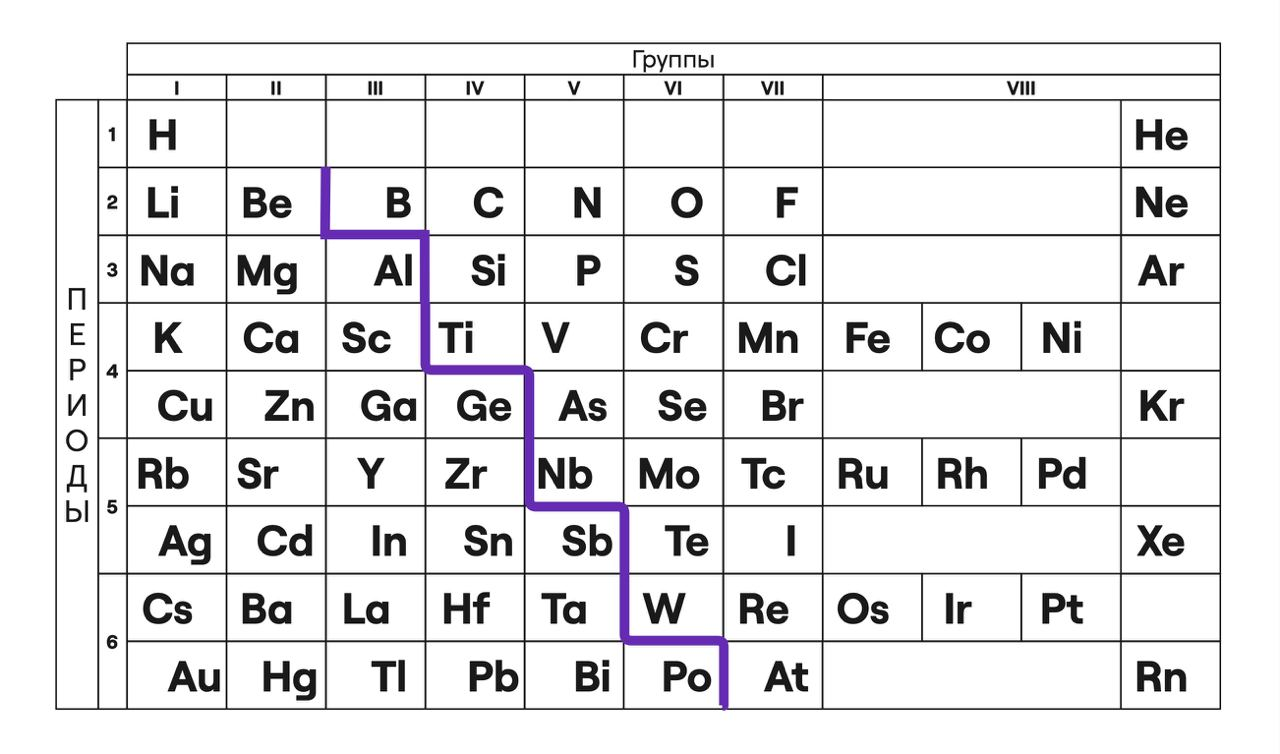 Группы
I II III IV V VI VII VIII
ПЕРИОДЫ
1 H He
2 Li Be B C N O F Ne
3 Na Mg Al Si P S Cl Ar
4 K Ca Sc Ti V Cr Mn Fe Co Ni
Cu Zn Ga Ge As Se Br Kr
5 Rb Sr Y Zr Nb Mo Tc Ru Rh Pd
Ag Cd In Sn Sb Te I Xe
6 Cs Ba La Hf Ta W Re Os Ir Pt
Au Hg Tl Pb Bi Po At Rn